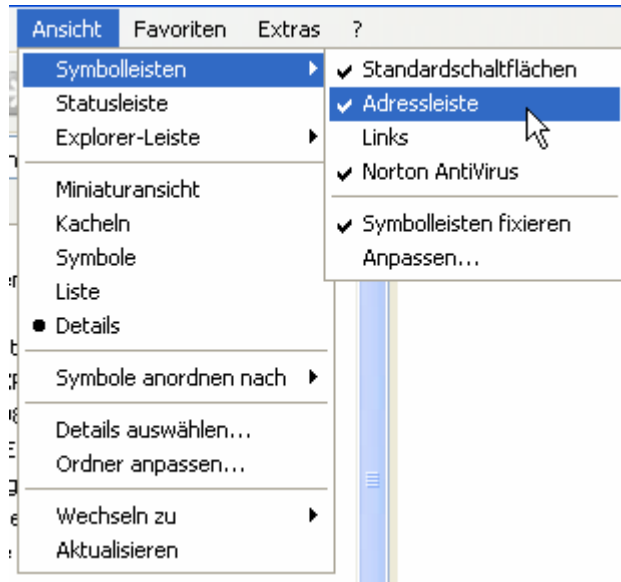 Ansicht Favoriten Extras ?
Symbolleisten
Statusleiste
Explorer-Leiste
Miniaturansicht
Kacheln
Symbole
Liste
Details
Symbole anordnen nach
Details auswählen...
Ordner anpassen...
Wechseln zu
Aktualisieren
Standardschaltflächen
Adressleiste
Links
Norton AntiVirus
Symbolleisten fixieren
Anpassen...